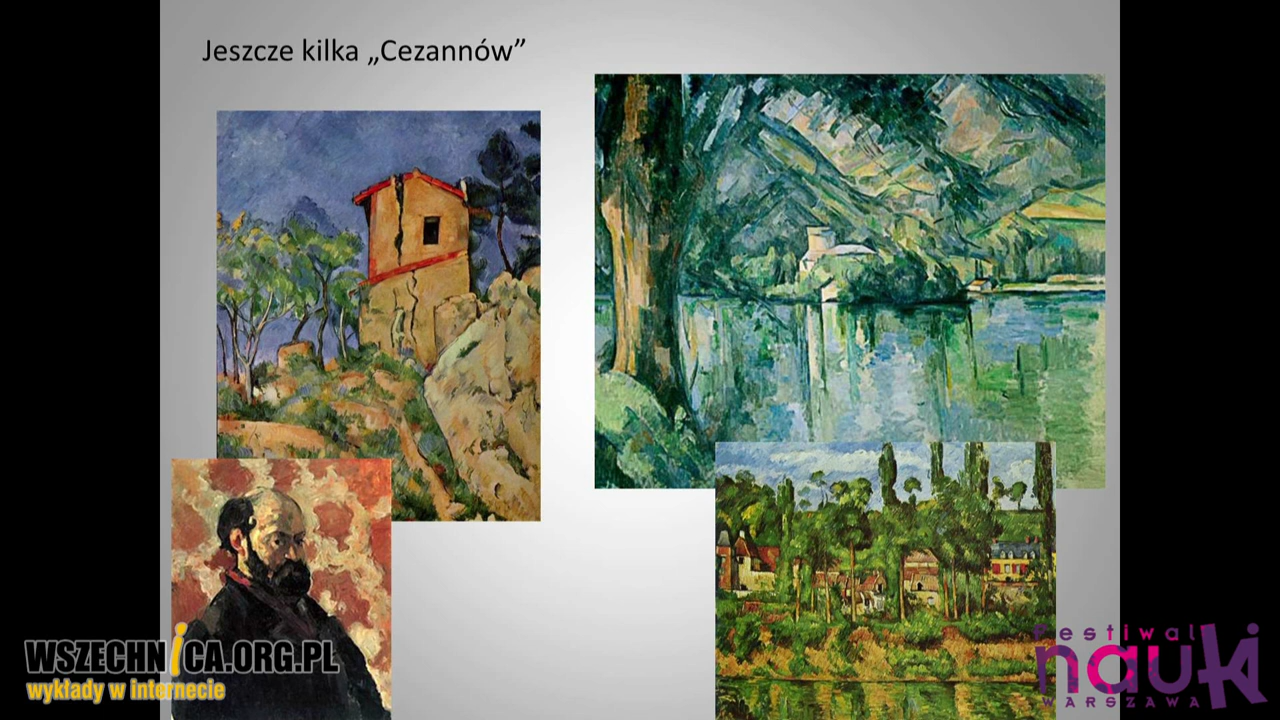 Jeszcze kilka „Cezannów”
WSZECHNICA.ORG.PL
wykłady w internecie
festiwal
nauki
WARSZAWA